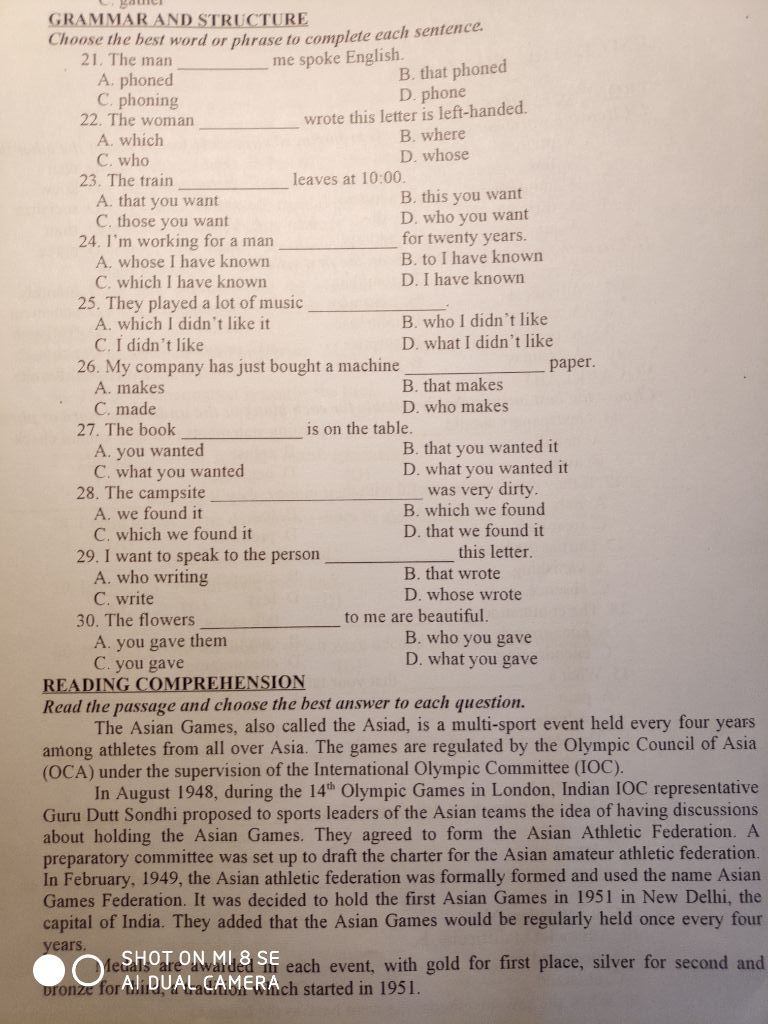 C. gather
GRAMMAR AND STRUCTURE
Choose the best word or phrase to complete each sentence.
21. The man __________ me spoke English.
A. phoned B. that phoned
C. phoning D. phone
22. The woman ___________ wrote this letter is left-handed.
A. which B. where
C. who D. whose
23. The train ____________ leaves at 10:00.
A. that you want B. this you want
C. those you want D. who you want
24. I'm working for a man _____________ for twenty years.
A. whose I have known B. to I have known
C. which I have known D. I have known
25. They played a lot of music _______________.
A. which I didn't like it B. who I didn't like
C. I didn't like D. what I didn't like
26. My company has just bought a machine _______________ paper.
A. makes B. that makes
C. made D. who makes
27. The book _____________ is on the table.
A. you wanted B. that you wanted it
C. what you wanted D. what you wanted it
28. The campsite _______________________ was very dirty.
A. we found it B. which we found
C. which we found it D. that we found it
29. I want to speak to the person ______________ this letter.
A. who writing B. that wrote
C. write D. whose wrote
30. The flowers _______________ to me are beautiful.
A. you gave them B. who you gave
C. you gave D. what you gave
READING COMPREHENSION
Read the passage and choose the best answer to each question.
The Asian Games, also called the Asiad, is a multi-sport event held every four years
among athletes from all over Asia. The games are regulated by the Olympic Council of Asia
(OCA) under the supervision of the International Olympic Committee (IOC).
In August 1948, during the 14th Olympic Games in London, Indian IOC representative
Guru Dutt Sondhi proposed to sports leaders of the Asian teams the idea of having discussions
about holding the Asian Games. They agreed to form the Asian Athletic Federation. A
preparatory committee was set up to draft the charter for the Asian amateur athletic federation.
In February, 1949, the Asian athletic federation was formally formed and used the name Asian
Games Federation. It was decided to hold the first Asian Games in 1951 in New Delhi, the
capital of India. They added that the Asian Games would be regularly held once every four
years.
Medals are awarded in each event, with gold for first place, silver for second and
bronze for third, a tradition which started in 1951.
SHOT ON MI 8 SE
AI DUAL CAMERA